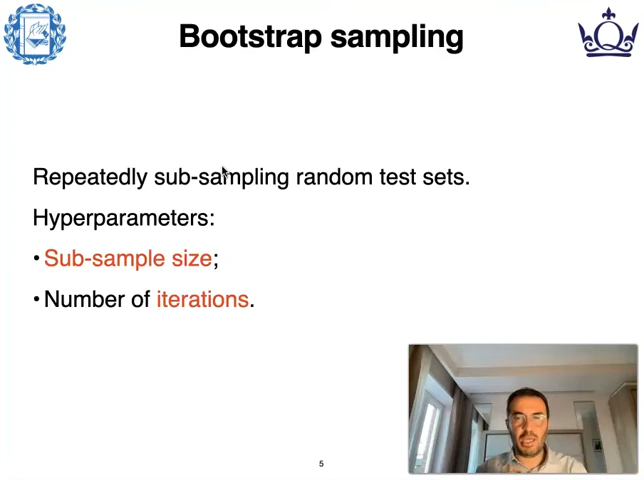 Bootstrap sampling
Repeatedly sub-sampling random test sets.
Hyperparameters:
• Sub-sample size;
• Number of iterations.
5